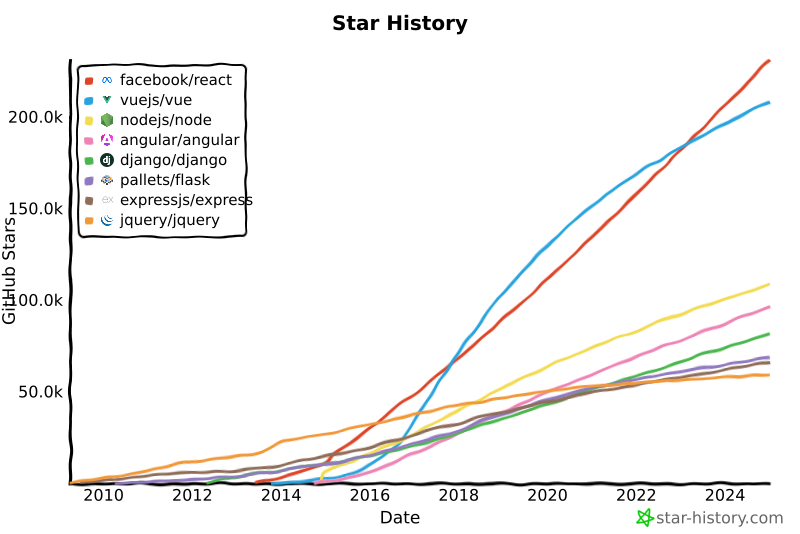 Star History
facebook/react
vuejs/vue
nodejs/node
angular/angular
dj django/django
pallets/flask
ex expressjs/express
jquery/jquery
200.0k
150.0k
100.0k
50.0k
GitHub Stars
2010 2012 2014 2016 2018 2020 2022 2024
Date
star-history.com